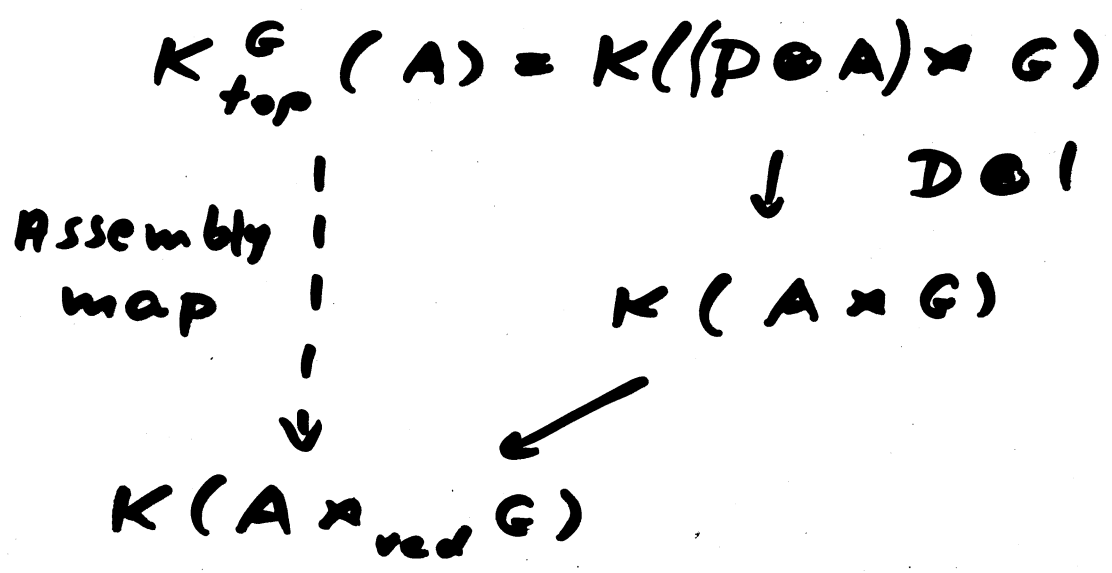 K^G_top (A) = K((P⊗A)⋊G)
D⊗1
Assembly
map
K(A⋊G)
K(A⋊_red G)